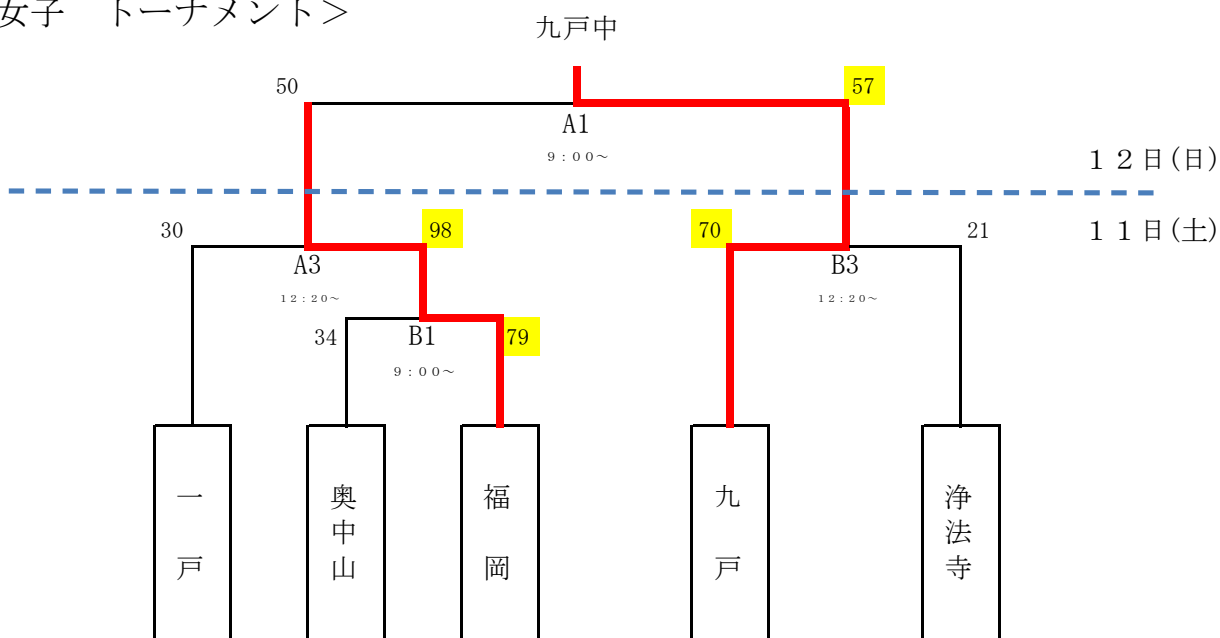 女子　トーナメント＞
九戸中
50
57
A1
９：００～
１２日(日)
30
98
70
21
１１日(土)
A3
B3
１２：２０～
１２：２０～
34
B1
79
９：００～
一戸
奥中山
福岡
九戸
浄法寺